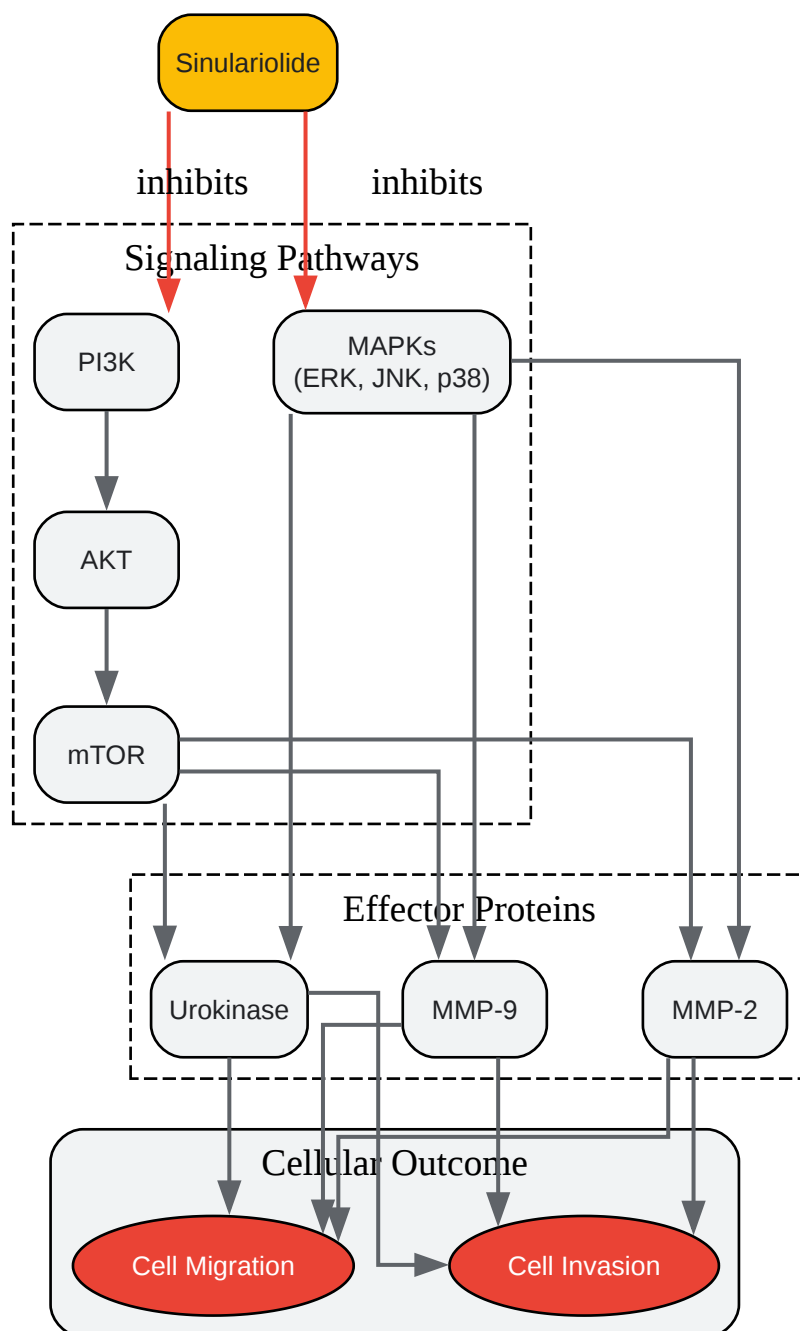 Sinulariolide
inhibits
inhibits
Signaling Pathways
PI3K
MAPKs
(ERK, JNK, p38)
AKT
mTOR
Effector Proteins
Urokinase
MMP-9
MMP-2
Cellular Outcome
Cell Migration
Cell Invasion